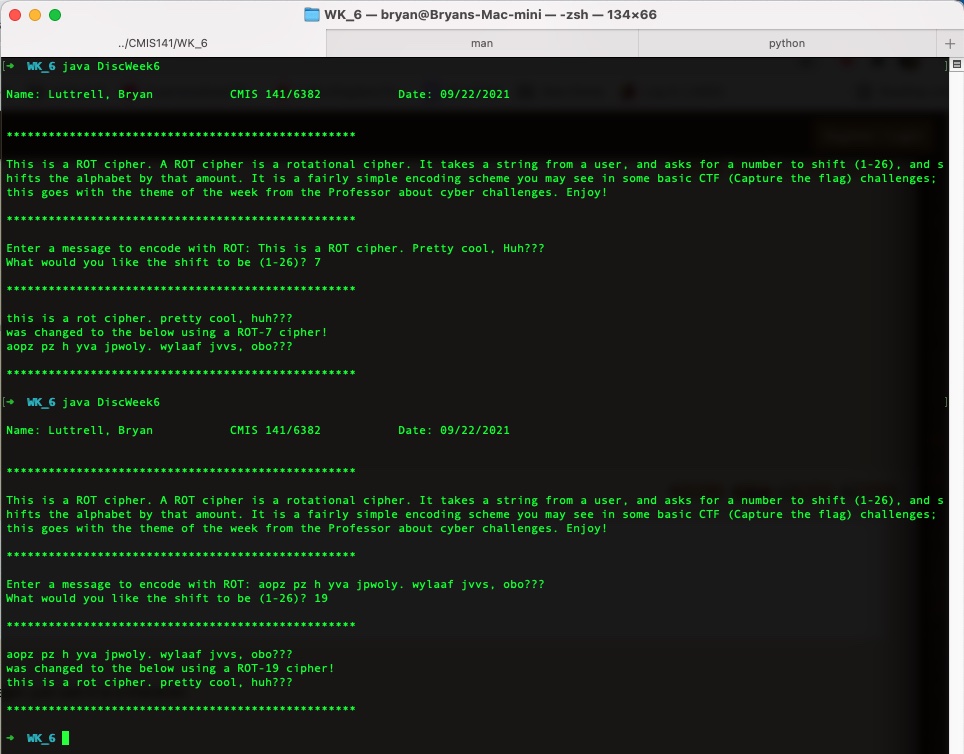 WK_6 — bryan@Bryans-Mac-mini — -zsh — 134×66
../CMIS141/WK_6 man python +
[➜ WK_6 java DiscWeek6 ]
Name: Luttrell, Bryan CMIS 141/6382 Date: 09/22/2021
**************************************************
This is a ROT cipher. A ROT cipher is a rotational cipher. It takes a string from a user, and asks for a number to shift (1-26), and s
hifts the alphabet by that amount. It is a fairly simple encoding scheme you may see in some basic CTF (Capture the flag) challenges;
this goes with the theme of the week from the Professor about cyber challenges. Enjoy!
**************************************************
Enter a message to encode with ROT: This is a ROT cipher. Pretty cool, Huh???
What would you like the shift to be (1-26)? 7
**************************************************
this is a rot cipher. pretty cool, huh???
was changed to the below using a ROT-7 cipher!
aopz pz h yva jpwoly. wylaaf jvvs, obo???
**************************************************
[➜ WK_6 java DiscWeek6 ]
Name: Luttrell, Bryan CMIS 141/6382 Date: 09/22/2021
**************************************************
This is a ROT cipher. A ROT cipher is a rotational cipher. It takes a string from a user, and asks for a number to shift (1-26), and s
hifts the alphabet by that amount. It is a fairly simple encoding scheme you may see in some basic CTF (Capture the flag) challenges;
this goes with the theme of the week from the Professor about cyber challenges. Enjoy!
**************************************************
Enter a message to encode with ROT: aopz pz h yva jpwoly. wylaaf jvvs, obo???
What would you like the shift to be (1-26)? 19
**************************************************
aopz pz h yva jpwoly. wylaaf jvvs, obo???
was changed to the below using a ROT-19 cipher!
this is a rot cipher. pretty cool, huh???
**************************************************
➜ WK_6